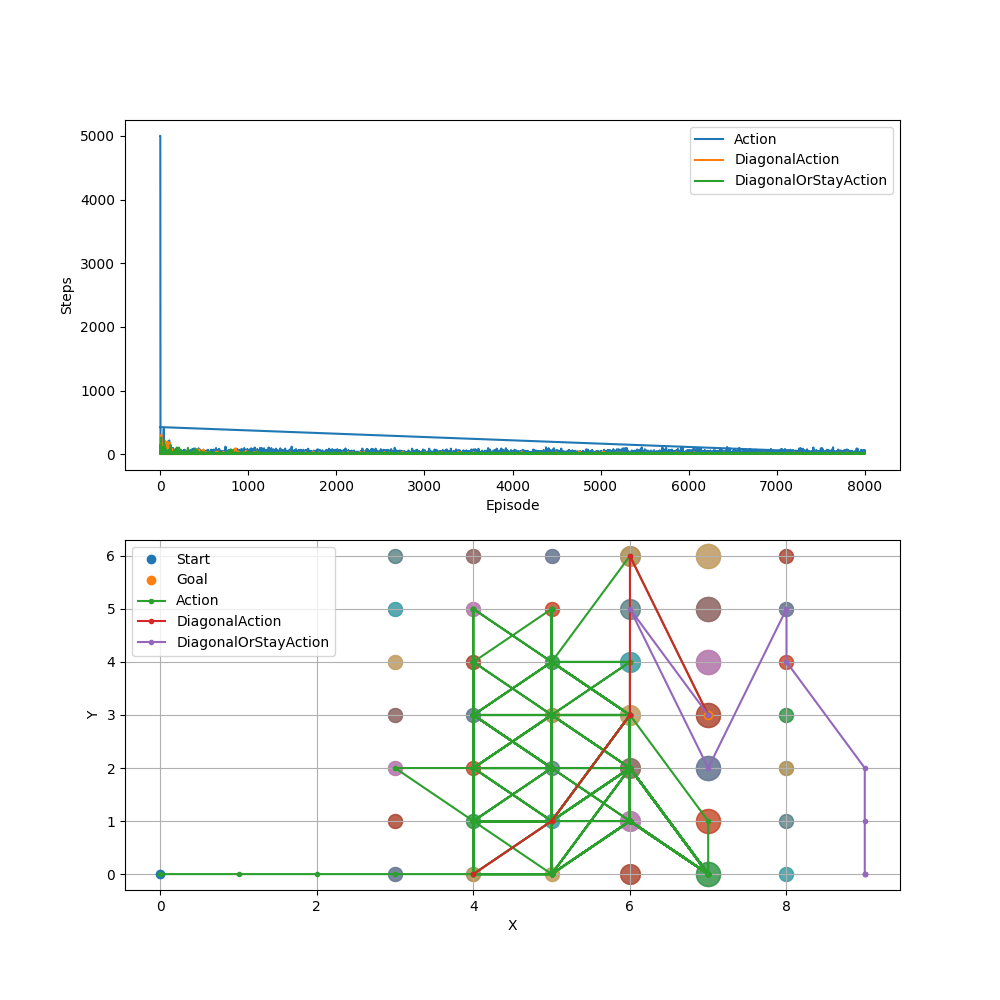 5000
4000
3000
2000
1000
0
Steps
0 1000 2000 3000 4000 5000 6000 7000 8000
Episode
Action
DiagonalAction
DiagonalOrStayAction
6
5
4
3
2
1
0
Y
Start
Goal
Action
DiagonalAction
DiagonalOrStayAction
0 2 4 6 8
X